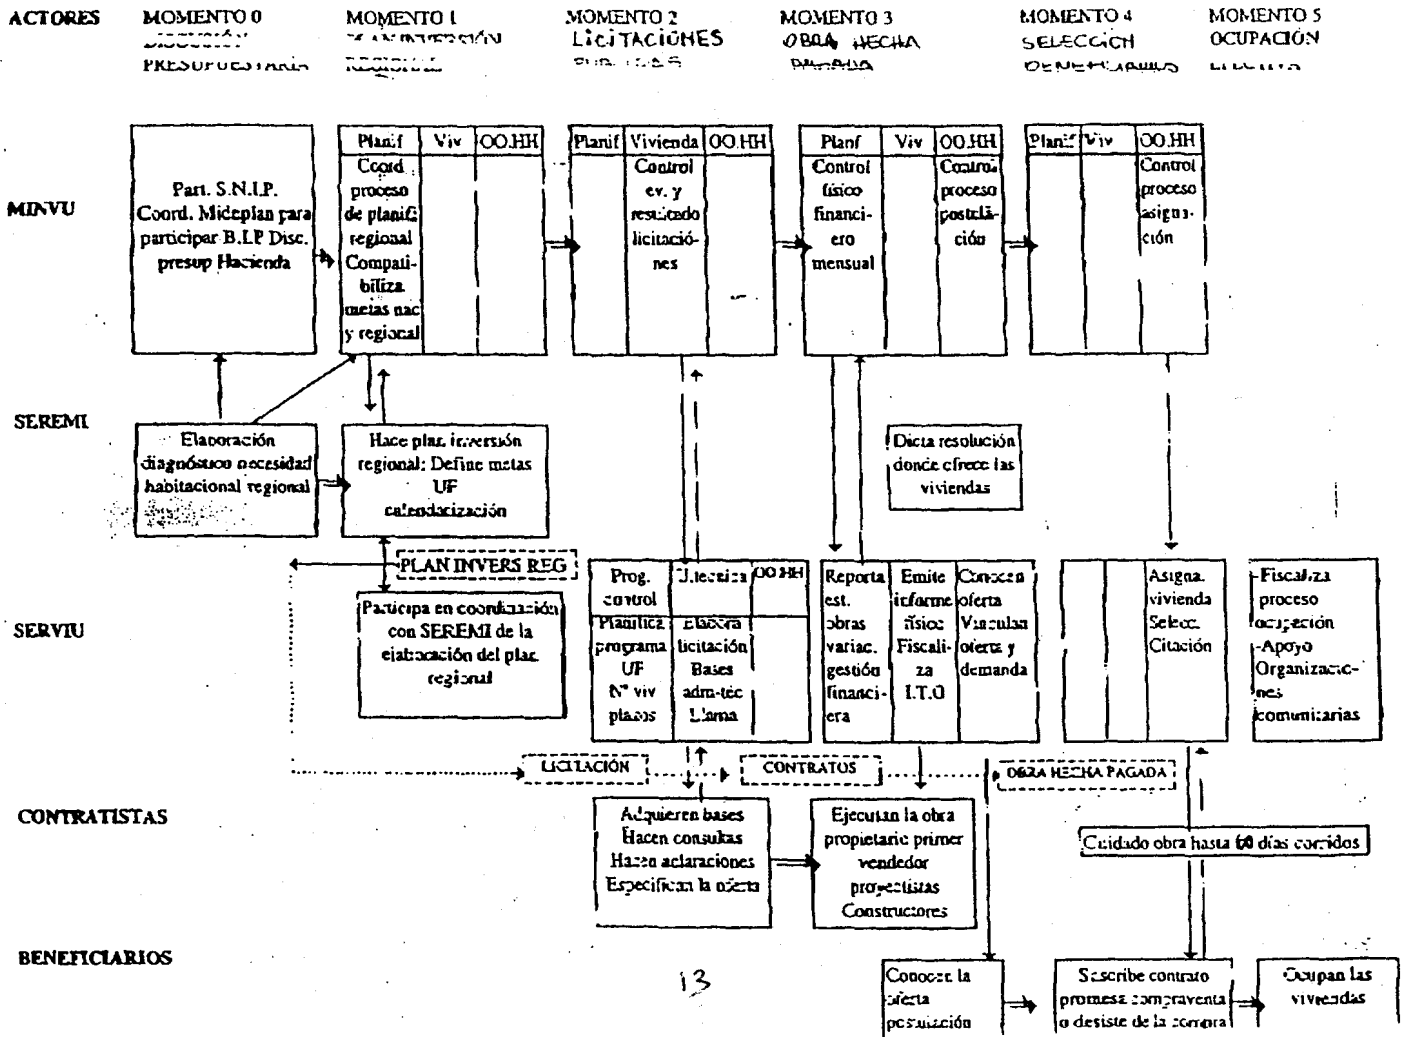 ACTORES
MOMENTO 0
PRESUPUESTARIA
MOMENTO 1
PLAN INVERSIÓN
REGIONAL
MOMENTO 2
LICITACIONES
PUBLICAS
MOMENTO 3
OBRA HECHA
PAGADA
MOMENTO 4
SELECCION
BENEFICIARIOS
MOMENTO 5
OCUPACIÓN
EFECTIVA
MINVU
Part. S.N.I.P.
Coord. Mideplan para
participar B.I.P Disc.
presup Hacienda
Planif Viv OO.HH
Coord
proceso
de planif.
regional
Compati-
biliza
metas nac
y regional
Planif Vivienda OO.HH
Control
ev. y
resultado
licitacio-
nes
Planf Viv OO.HH
Control
físico
financi-
ero
mensual
Control
proceso
postula-
ción
Planif Viv OO.HH
Control
proceso
asigna-
ción
SEREMI
Elaboración
diagnóstico necesidad
habitacional regional
Hace plan inversión
regional: Define metas
UF
calendarización
Dicta resolución
donde ofrece las
viviendas
PLAN INVERS REG
SERVIU
Participa en coordinación
con SEREMI de la
elaboración del plan
regional
Prog.
control
U.tecnica
OO.HH
Planifica
programa
UF
N° viv
plazos
Elabora
licitación
Bases
adm-téc
Llama
Reporta
est.
obras
variac.
gestión
financi-
era
Emite
informe
físico
Fiscali-
za
I.T.O
Conocen
oferta
Vinculan
oferta y
demanda
Asigna.
vivienda
Selecc.
Citación
-Fiscaliza
proceso
ocupación
-Apoyo
Organizacio-
nes
comunitarias
LICITACIÓN
CONTRATOS
OBRA HECHA PAGADA
CONTRATISTAS
Adquieren bases
Hacen consultas
Hacen aclaraciones
Especifican la oferta
Ejecutan la obra
propietario primer
vendedor
proyectistas
Constructores
Cuidado obra hasta 60 días corridos
BENEFICIARIOS
13
Conocen la
oferta
postulación
Suscribe contrato
promesa compraventa
o desiste de la compra
Ocupan las
viviendas